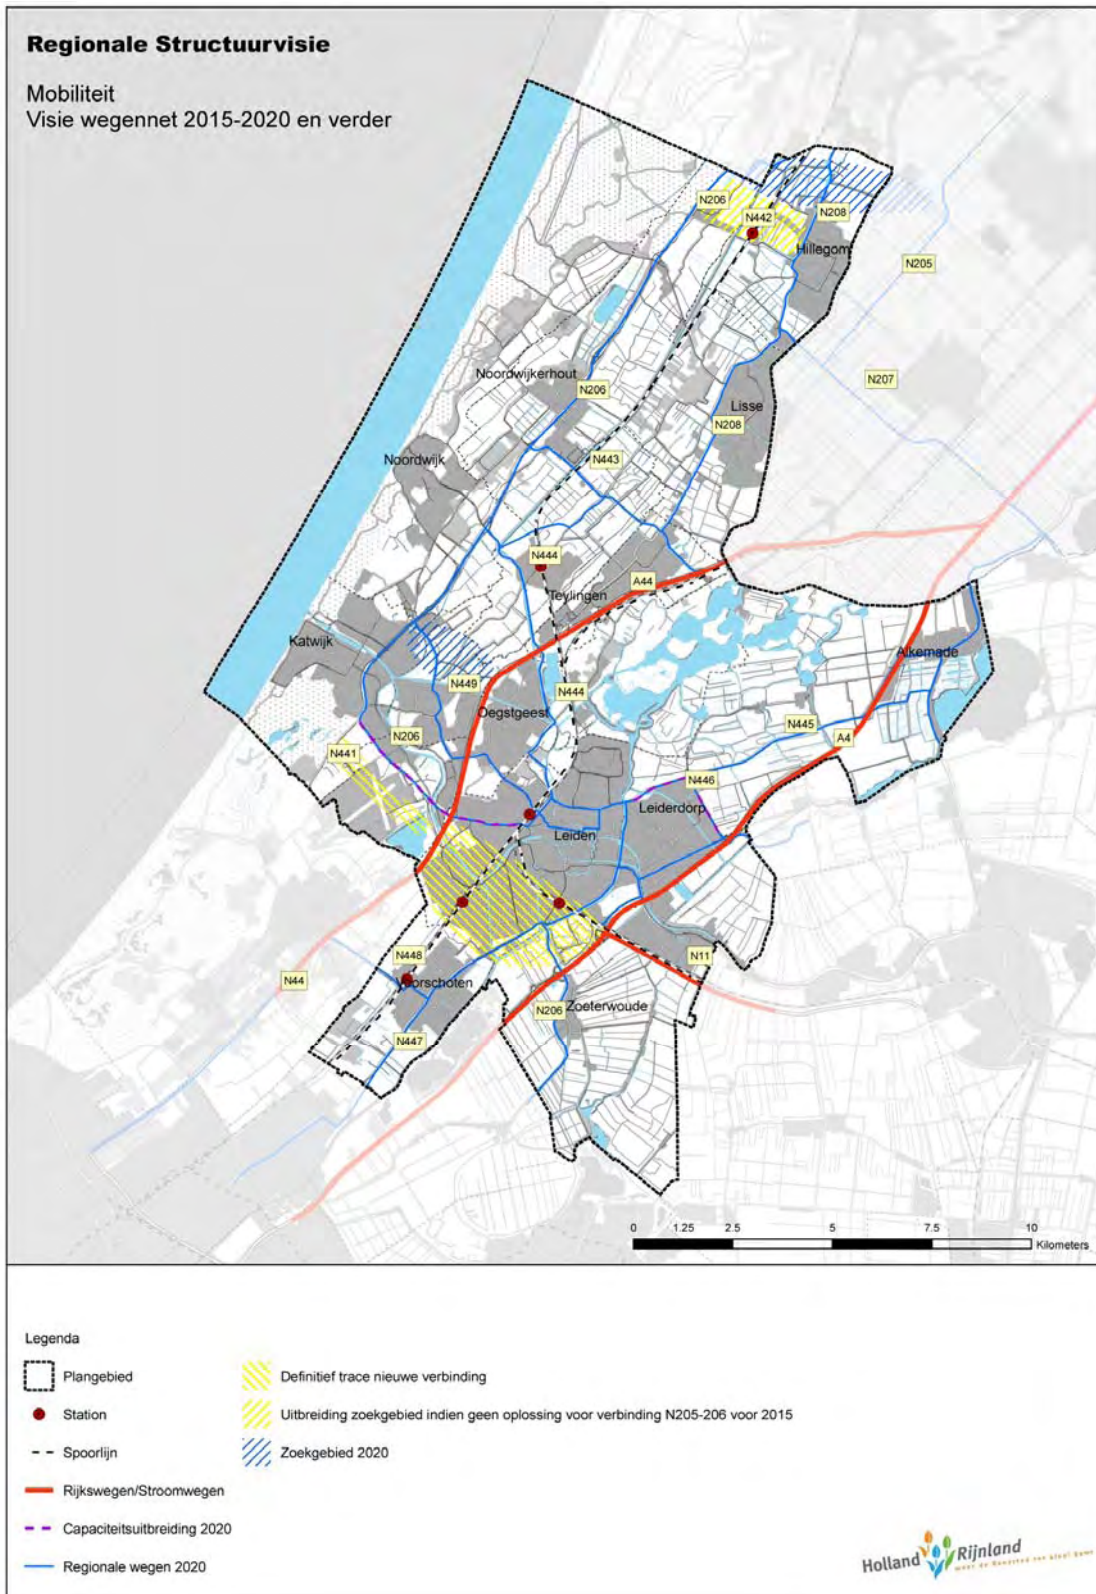 Regionale Structuurvisie
Mobiliteit
Visie wegennet 2015-2020 en verder
N206
N442
N208
Hillegom
N205
N207
Noordwijkerhout
N206
Lisse
N208
Noordwijk
N443
N444
A44
Teylingen
Katwijk
Alkemade
N449
N444
Oegstgeest
N445
N206
A4
N441
N446
Leiderdorp
Leiden
N448
N11
N44
Voorschoten
N206
Zoeterwoude
N447
0 1.25 2.5 5 7.5 10
Kilometers
Legenda
Plangebied
Definitief trace nieuwe verbinding
Station
Uitbreiding zoekgebied indien geen oplossing voor verbinding N205-206 voor 2015
Spoorlijn
Zoekgebied 2020
Rijkswegen/Stroomwegen
Capaciteitsuitbreiding 2020
Regionale wegen 2020
Holland Rijnland